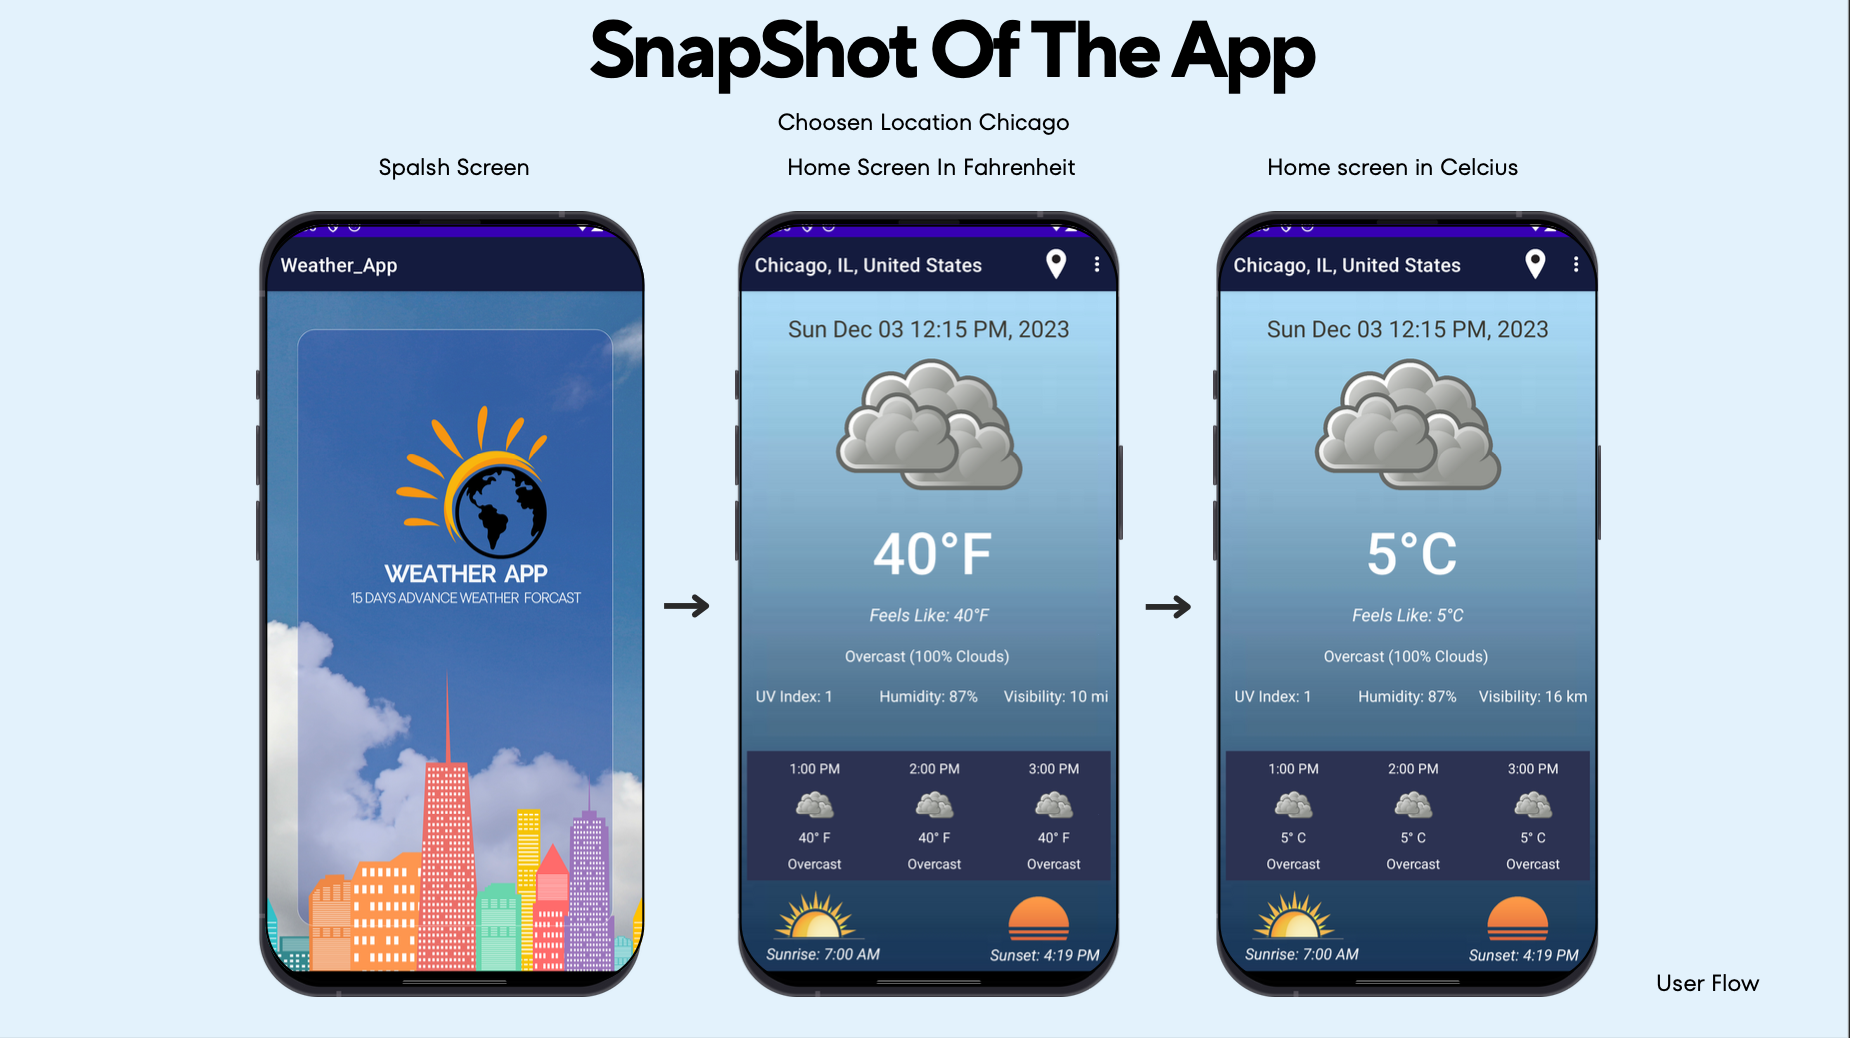 SnapShot Of The App
Choosen Location Chicago
Spalsh Screen
Home Screen In Fahrenheit
Home screen in Celcius
Weather_App
WEATHER APP
15 DAYS ADVANCE WEATHER FORCAST
Chicago, IL, United States
Sun Dec 03 12:15 PM, 2023
40°F
Feels Like: 40°F
Overcast (100% Clouds)
UV Index: 1 Humidity: 87% Visibility: 10 mi
1:00 PM 2:00 PM 3:00 PM
40° F 40° F 40° F
Overcast Overcast Overcast
Sunrise: 7:00 AM Sunset: 4:19 PM
Chicago, IL, United States
Sun Dec 03 12:15 PM, 2023
5°C
Feels Like: 5°C
Overcast (100% Clouds)
UV Index: 1 Humidity: 87% Visibility: 16 km
1:00 PM 2:00 PM 3:00 PM
5° C 5° C 5° C
Overcast Overcast Overcast
Sunrise: 7:00 AM Sunset: 4:19 PM
User Flow